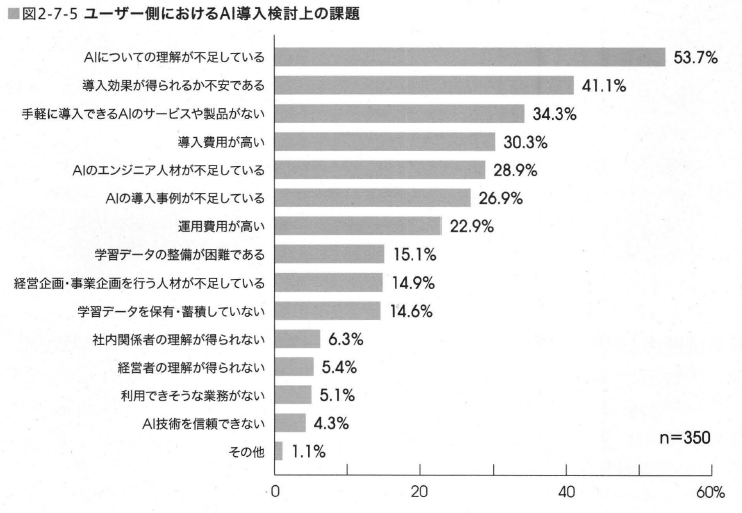 ■図2-7-5 ユーザー側におけるAI導入検討上の課題
AIについての理解が不足している 53.7%
導入効果が得られるか不安である 41.1%
手軽に導入できるAIのサービスや製品がない 34.3%
導入費用が高い 30.3%
AIのエンジニア人材が不足している 28.9%
AIの導入事例が不足している 26.9%
運用費用が高い 22.9%
学習データの整備が困難である 15.1%
経営企画・事業企画を行う人材が不足している 14.9%
学習データを保有・蓄積していない 14.6%
社内関係者の理解が得られない 6.3%
経営者の理解が得られない 5.4%
利用できそうな業務がない 5.1%
AI技術を信頼できない 4.3%
その他 1.1%
n=350
0 20 40 60%